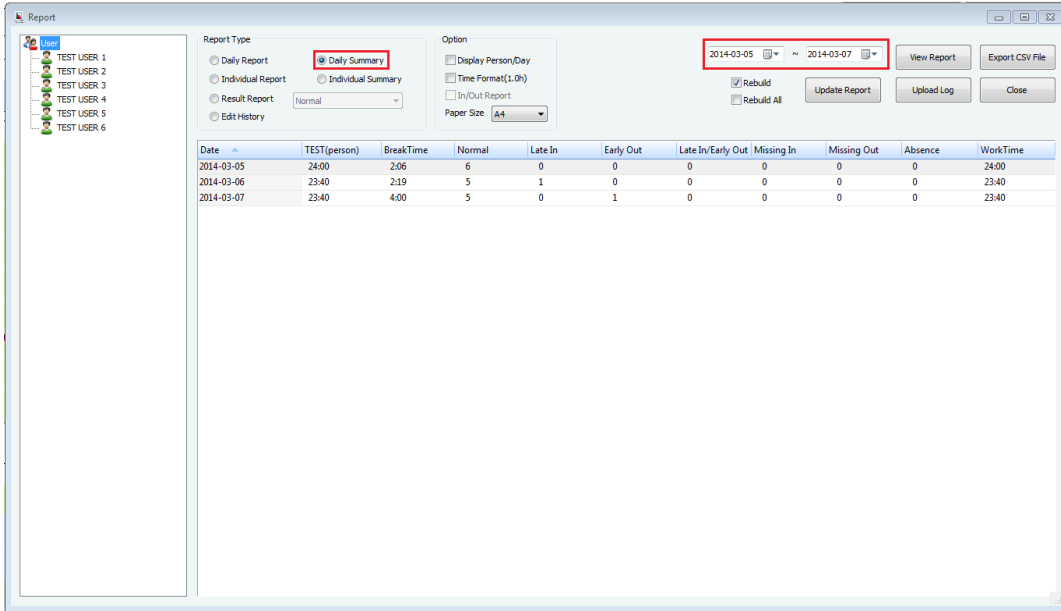 Report
User
TEST USER 1
TEST USER 2
TEST USER 3
TEST USER 4
TEST USER 5
TEST USER 6
Report Type
Daily Report Daily Summary
Individual Report Individual Summary
Result Report Normal
Edit History
Option
Display Person/Day
Time Format(1.0h)
In/Out Report
Paper Size A4
2014-03-05 ~ 2014-03-07
Rebuild
Rebuild All
Update Report
View Report Export CSV File
Upload Log Close
Date TEST(person) BreakTime Normal Late In Early Out Late In/Early Out Missing In Missing Out Absence WorkTime
2014-03-05 24:00 2:06 6 0 0 0 0 0 0 24:00
2014-03-06 23:40 2:19 5 1 0 0 0 0 0 23:40
2014-03-07 23:40 4:00 5 0 1 0 0 0 0 23:40